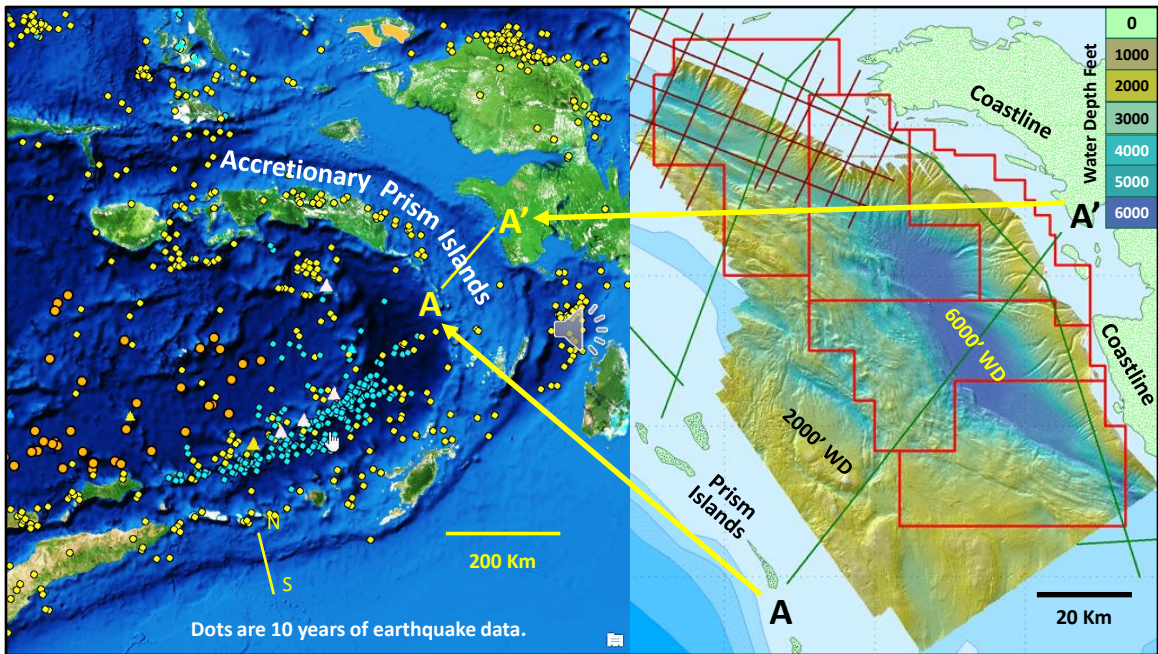 Accretionary Prism Islands
A'
A
N
S
200 Km
Dots are 10 years of earthquake data.
Coastline
Water Depth Feet
0
1000
2000
3000
4000
5000
6000
A'
Coastline
6000' WD
2000' WD
Prism
Islands
A
20 Km